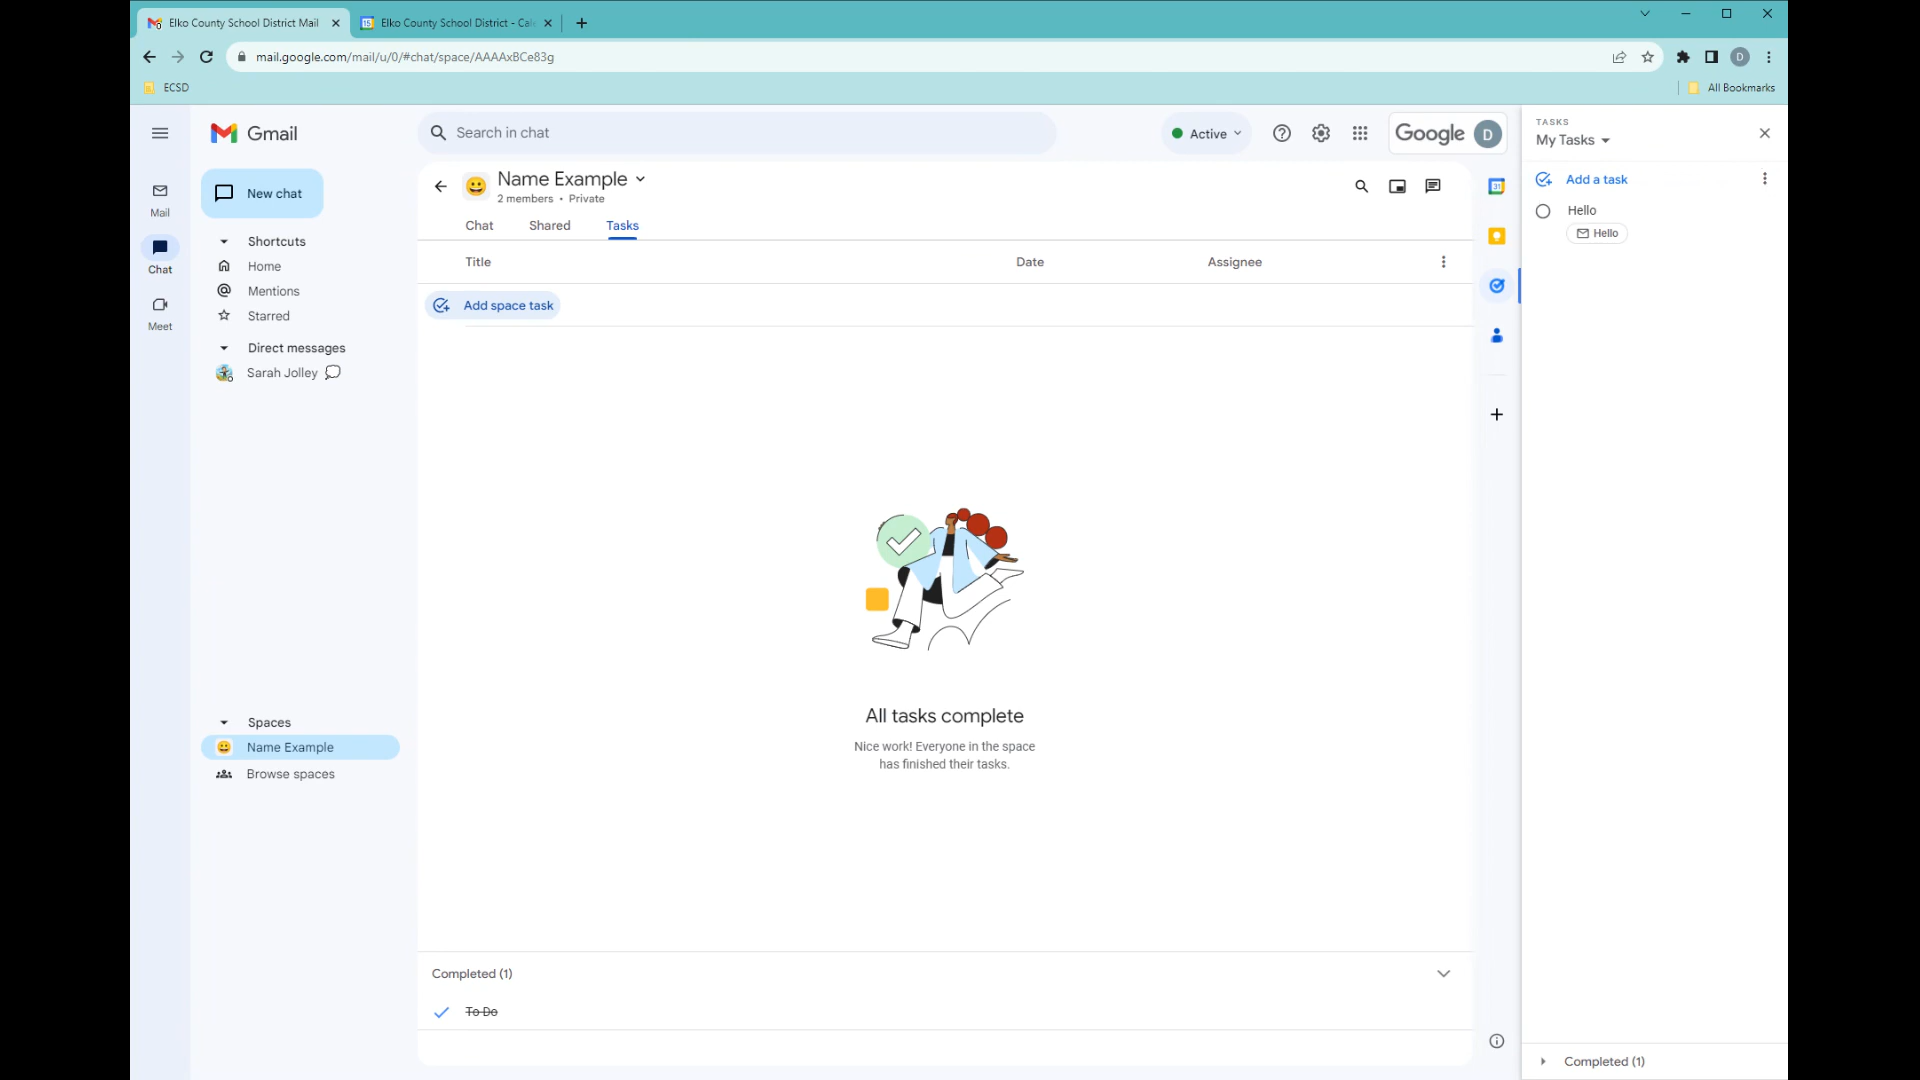 Elko County School District Mail
Elko County School District - Cale
mail.google.com/mail/u/0/#chat/space/AAAAxBCe83g
D
ECSD
All Bookmarks
Gmail
Search in chat
Active
Google
D
TASKS
My Tasks
New chat
Mail
Chat
Meet
Shortcuts
Home
Mentions
Starred
Direct messages
Sarah Jolley
Spaces
Name Example
Browse spaces
Name Example
2 members • Private
Chat
Shared
Tasks
Title
Date
Assignee
Add space task
All tasks complete
Nice work! Everyone in the space
has finished their tasks.
Completed (1)
To Do
31
Add a task
Hello
Hello
Completed (1)